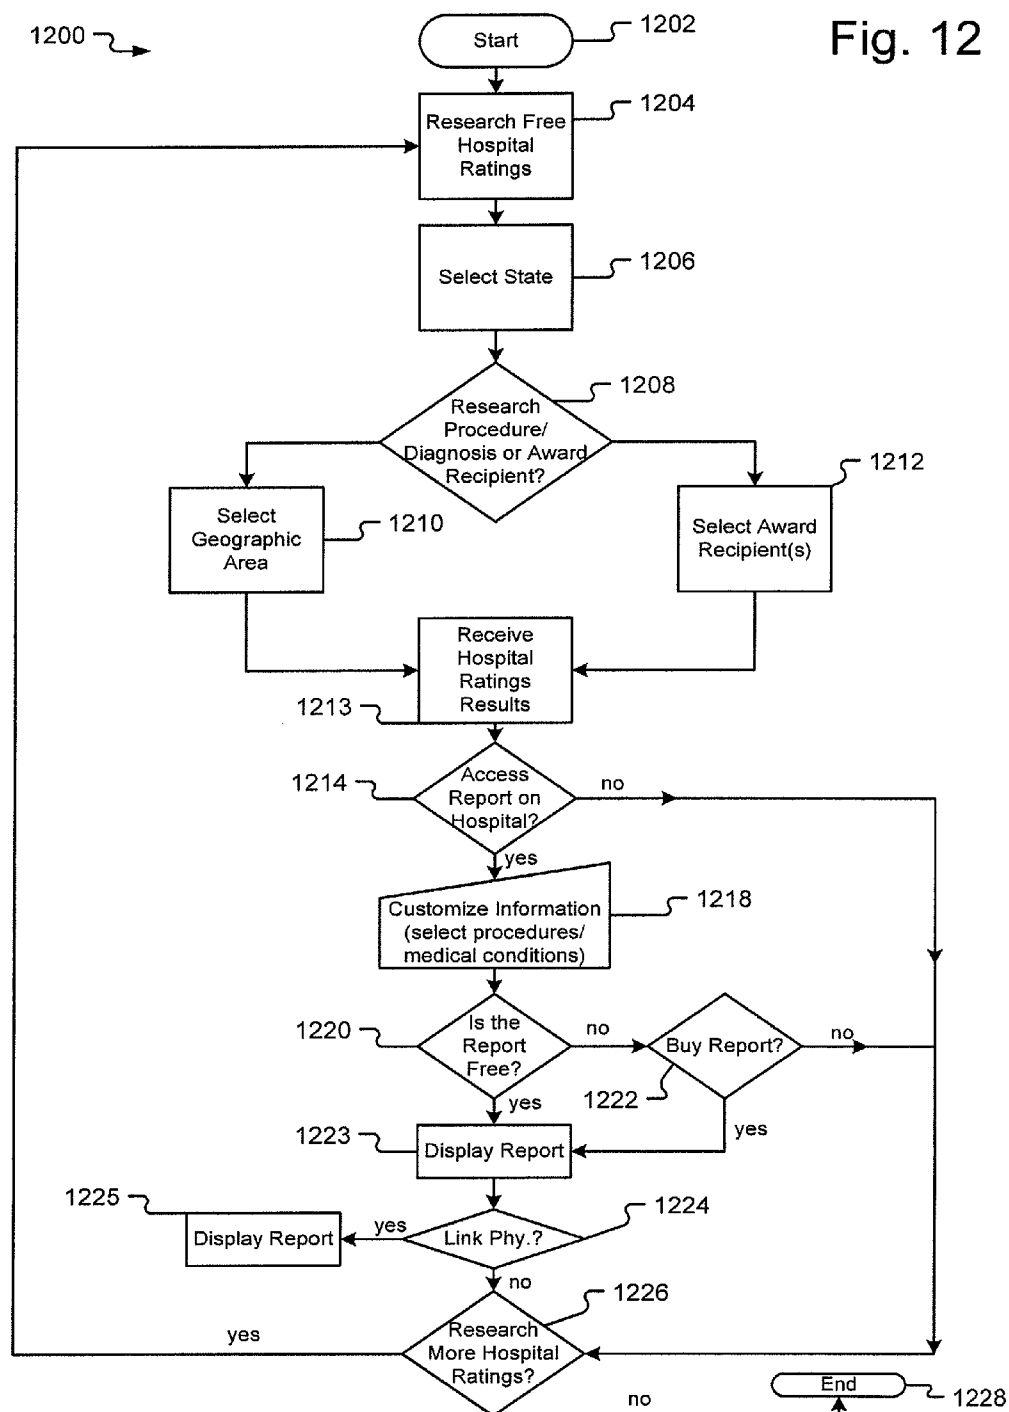 1200
Start
1202
Fig. 12
Research Free
Hospital
Ratings
1204
Select State
1206
Research
Procedure/
Diagnosis or Award
Recipient?
1208
Select
Geographic
Area
1210
Select Award
Recipient(s)
1212
Receive
Hospital
Ratings
Results
1213
Access
Report on
Hospital?
1214
no
yes
Customize Information
(select procedures/
medical conditions)
1218
Is the
Report
Free?
1220
no
Buy Report?
1222
no
yes
yes
Display Report
1223
Link Phy.?
1224
yes
Display Report
1225
no
Research
More Hospital
Ratings?
1226
yes
no
End
1228